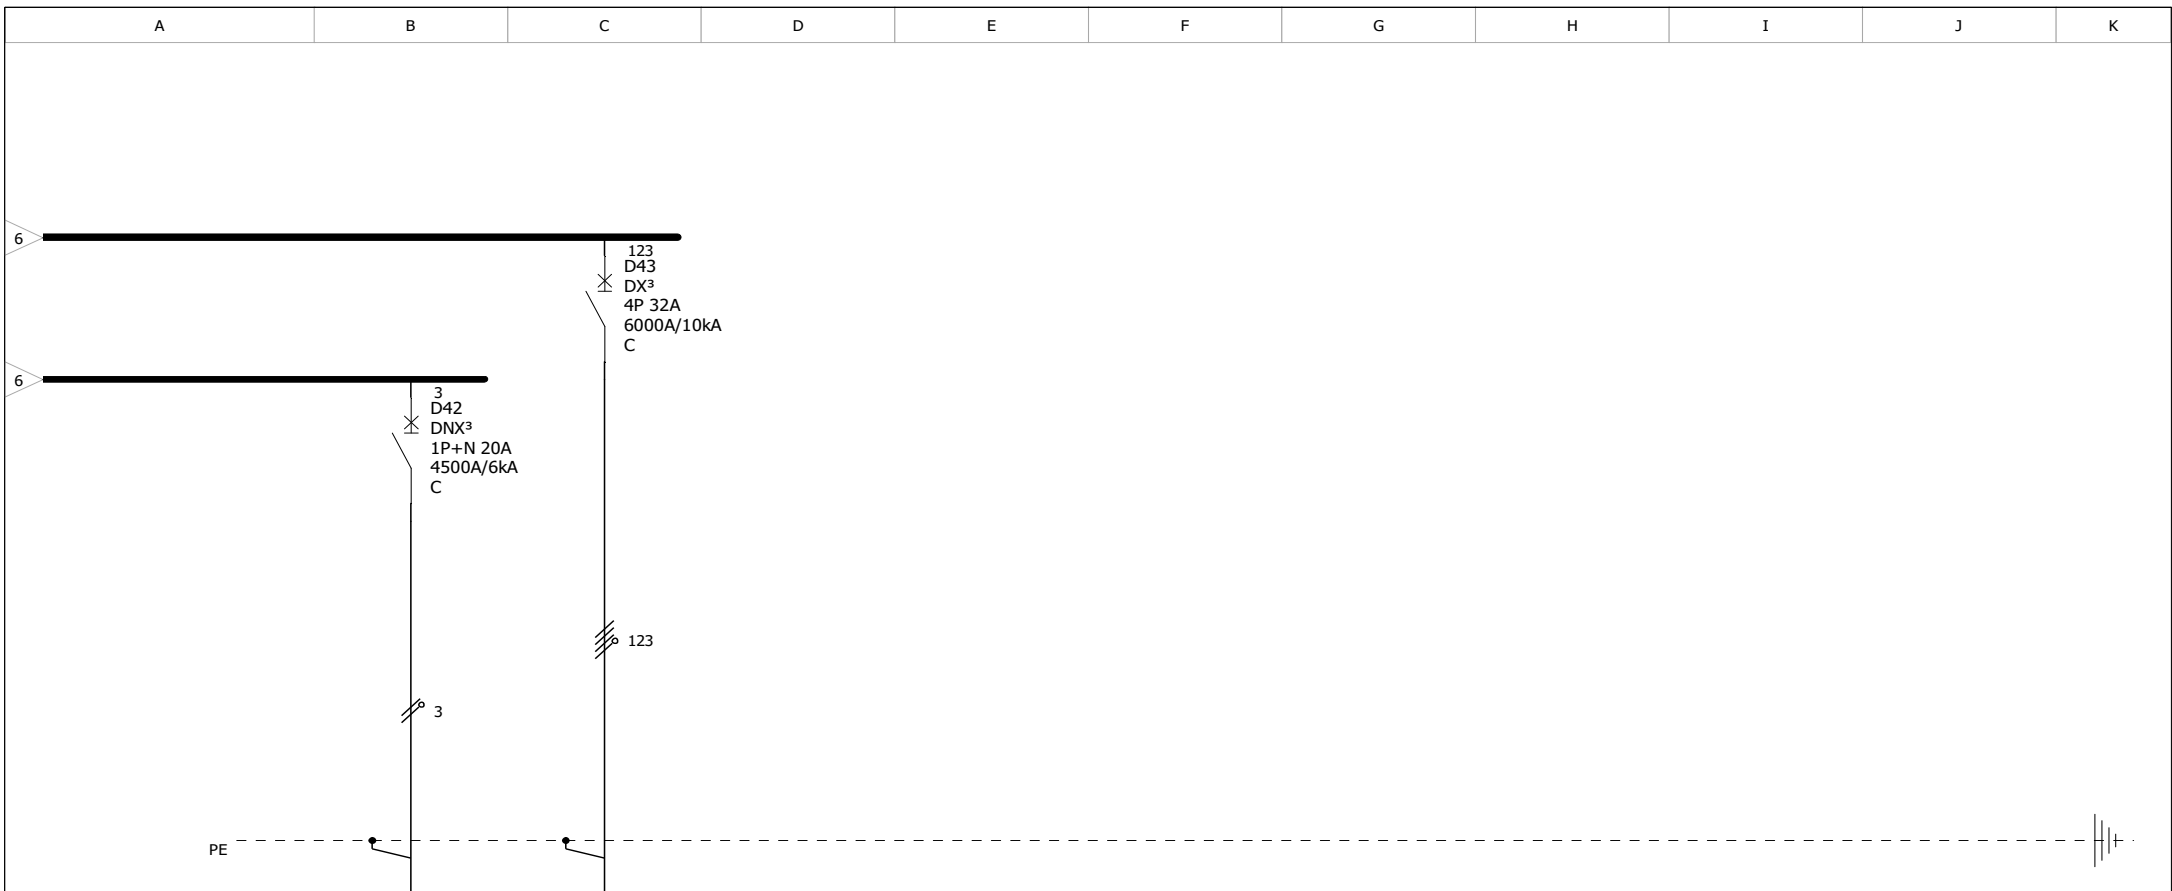 A B C D E F G H I J K
6
123
D43
DX³
4P 32A
6000A/10kA
C
6
3
D42
DNX³
1P+N 20A
4500A/6kA
C
123
3
PE